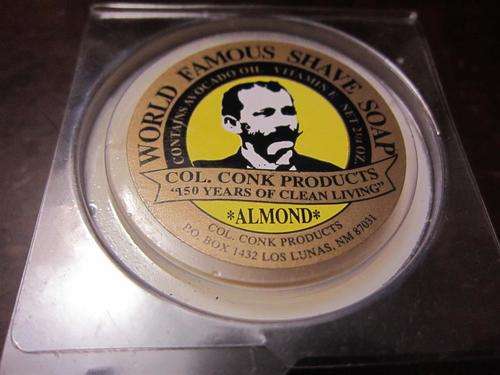 WORLD FAMOUS SHAVE SOAP
CONTAINS AVOCADO OIL VITAMIN E NET 2¼ OZ.
COL. CONK PRODUCTS
"150 YEARS OF CLEAN LIVING"
*ALMOND*
COL. CONK PRODUCTS
P.O. BOX 1432 LOS LUNAS, NM 87031